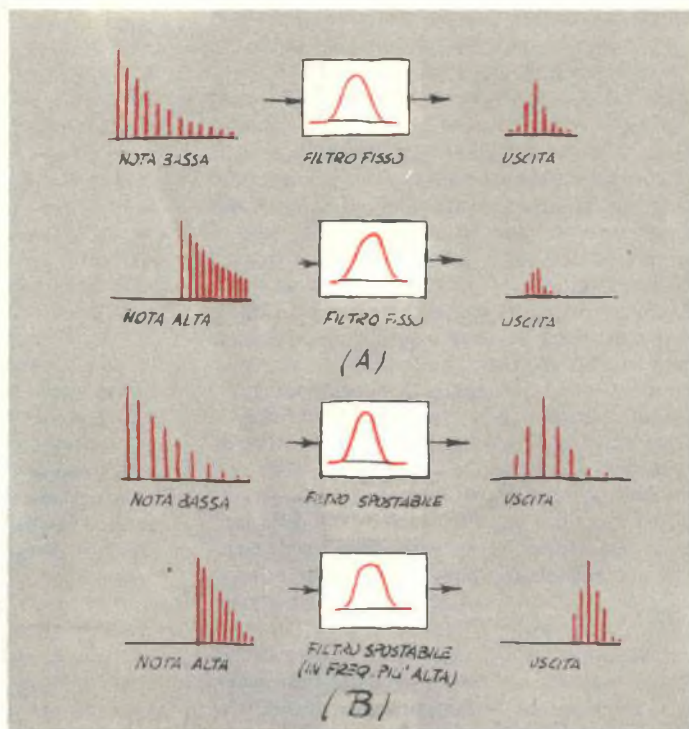 NOTA BASSA
FILTRO FISSO
USCITA
NOTA ALTA
FILTRO FISSO
USCITA
(A)
NOTA BASSA
FILTRO SPOSTABILE
USCITA
NOTA ALTA
FILTRO SPOSTABILE
(IN FREQ. PIU' ALTA)
USCITA
(B)